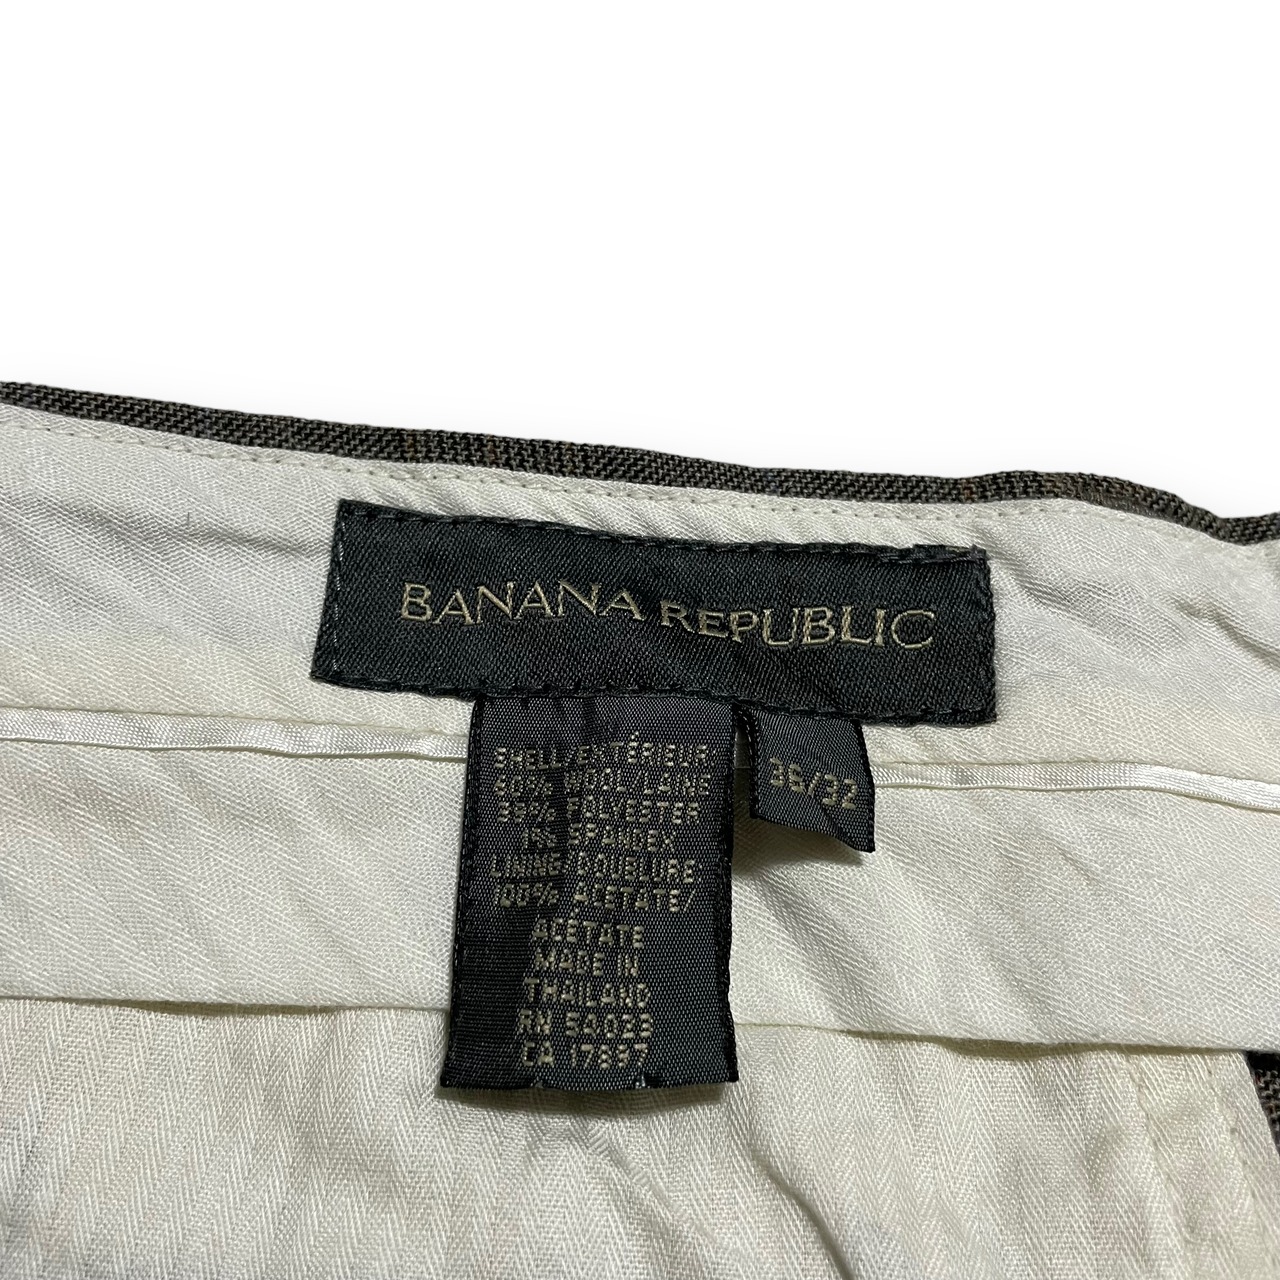 BANANA REPUBLIC
SHELL/EXTÉRIEUR
60% WOOL/LAINE
39% POLYESTER
1% SPANDEX
LINING/DOUBLURE
100% ACETATE/
ACÉTATE
MADE IN
THAILAND
RN 54023
CA 17897
36/32